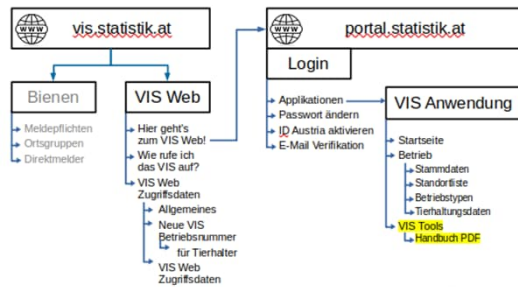 WWW
vis.statistik.at
WWW
portal.statistik.at
Login
Bienen
VIS Web
Meldepflichten
Ortsgruppen
Direktmelder
Hier geht's
zum VIS Web!
Wie rufe ich
das VIS auf?
VIS Web
Zugriffsdaten
Allgemeines
Neue VIS
Betriebsnummer
für Tierhalter
VIS Web
Zugriffsdaten
Applikationen
Passwort ändern
ID Austria aktivieren
E-Mail Verifikation
VIS Anwendung
Startseite
Betrieb
Stammdaten
Standortliste
Betriebstypen
Tierhaltungsdaten
VIS Tools
Handbuch PDF